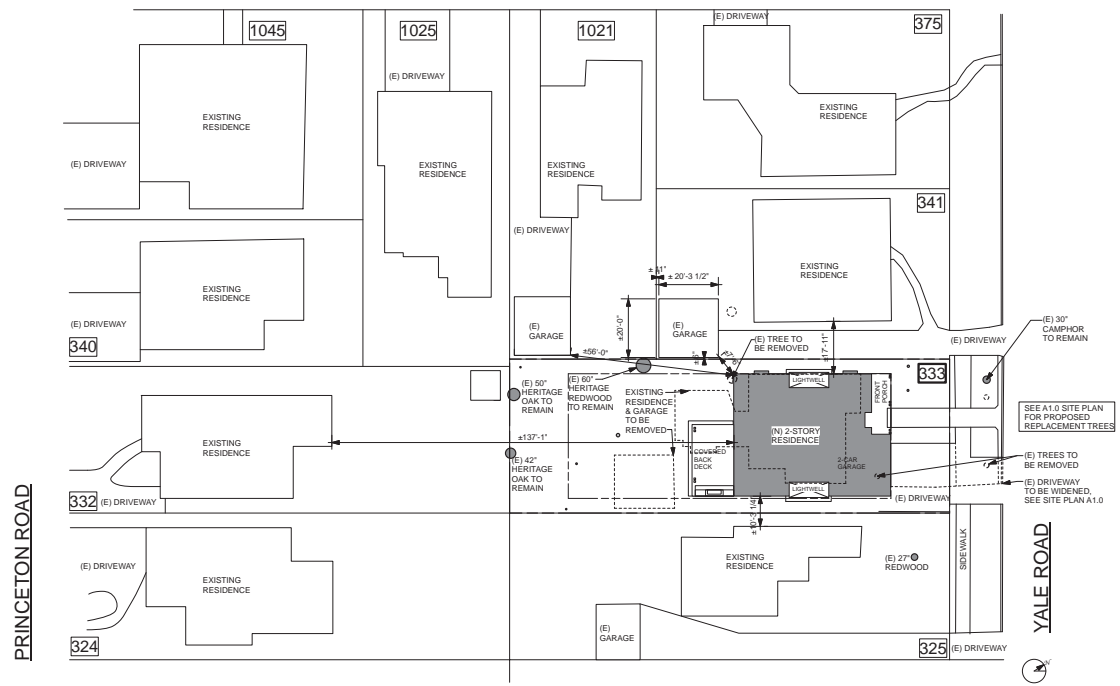 1045
1025
1021
(E) DRIVEWAY
375
(E) DRIVEWAY
EXISTING
RESIDENCE
EXISTING
RESIDENCE
(E) DRIVEWAY
EXISTING
RESIDENCE
EXISTING
RESIDENCE
341
(E) DRIVEWAY
EXISTING
RESIDENCE
EXISTING
RESIDENCE
± 20'-3 1/2"
±20'-0"
(E)
GARAGE
(E)
GARAGE
±17'-11"
(E) DRIVEWAY
340
(E) TREE TO
BE REMOVED
(E) DRIVEWAY
(E) 30"
CAMPHOR
TO REMAIN
±56'-0"
333
(E) 50"
HERITAGE
OAK TO
REMAIN
(E) 60"
HERITAGE
REDWOOD
TO REMAIN
EXISTING
RESIDENCE
& GARAGE
TO BE
REMOVED
LIGHTWELL
FRONT
PORCH
(N) 2-STORY
RESIDENCE
SEE A1.0 SITE PLAN
FOR PROPOSED
REPLACEMENT TREES
EXISTING
RESIDENCE
±137'-1"
COVERED
BACK
DECK
2-CAR
GARAGE
(E) TREES TO
BE REMOVED
(E) 42"
HERITAGE
OAK TO
REMAIN
LIGHTWELL
(E) DRIVEWAY
(E) DRIVEWAY
TO BE WIDENED,
SEE SITE PLAN A1.0
332
(E) DRIVEWAY
±10'-3 1/4"
PRINCETON ROAD
(E) DRIVEWAY
EXISTING
RESIDENCE
EXISTING
RESIDENCE
(E) 27"
REDWOOD
SIDEWALK
YALE ROAD
324
(E)
GARAGE
325
(E) DRIVEWAY
N